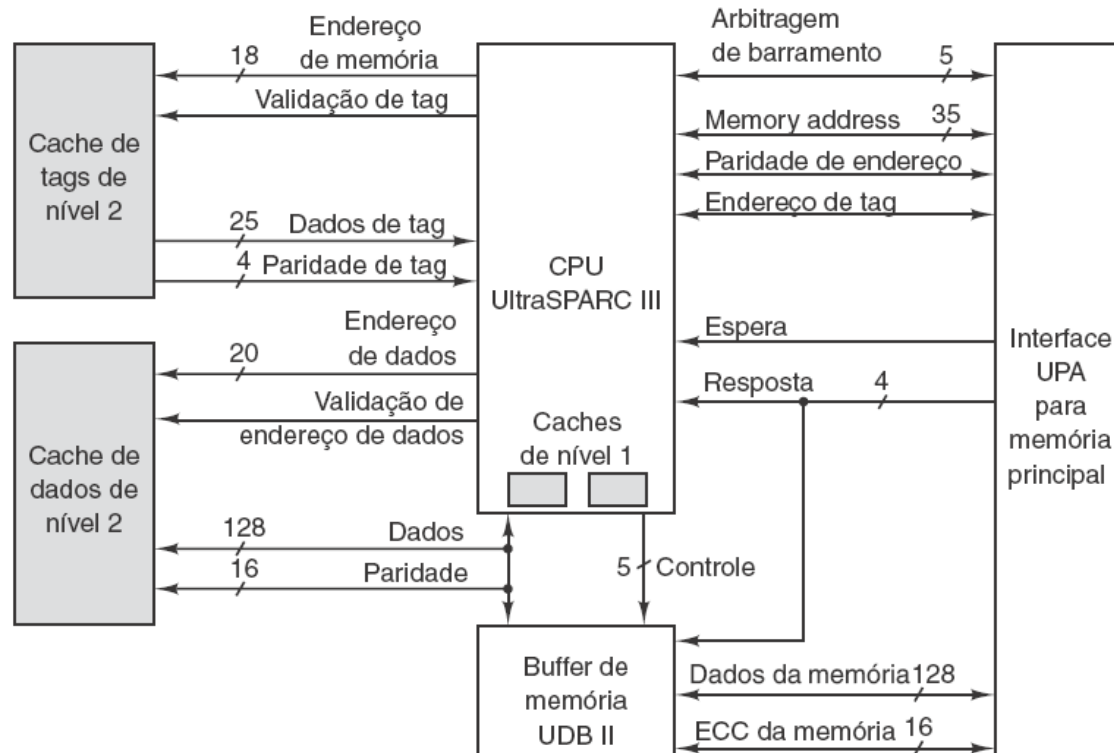 Endereço
de memória
18
Validação de tag
Cache de
tags de
nível 2
25
Dados de tag
4
Paridade de tag
Endereço
de dados
20
Validação de
endereço de dados
Cache de
dados de
nível 2
128
Dados
16
Paridade
CPU
UltraSPARC III
Caches
de nível 1
5
Controle
Buffer de
memória
UDB II
Arbitragem
de barramento
5
Memory address
35
Paridade de endereço
Endereço de tag
Espera
Resposta
4
Interface
UPA
para
memória
principal
Dados da memória
128
ECC da memória
16